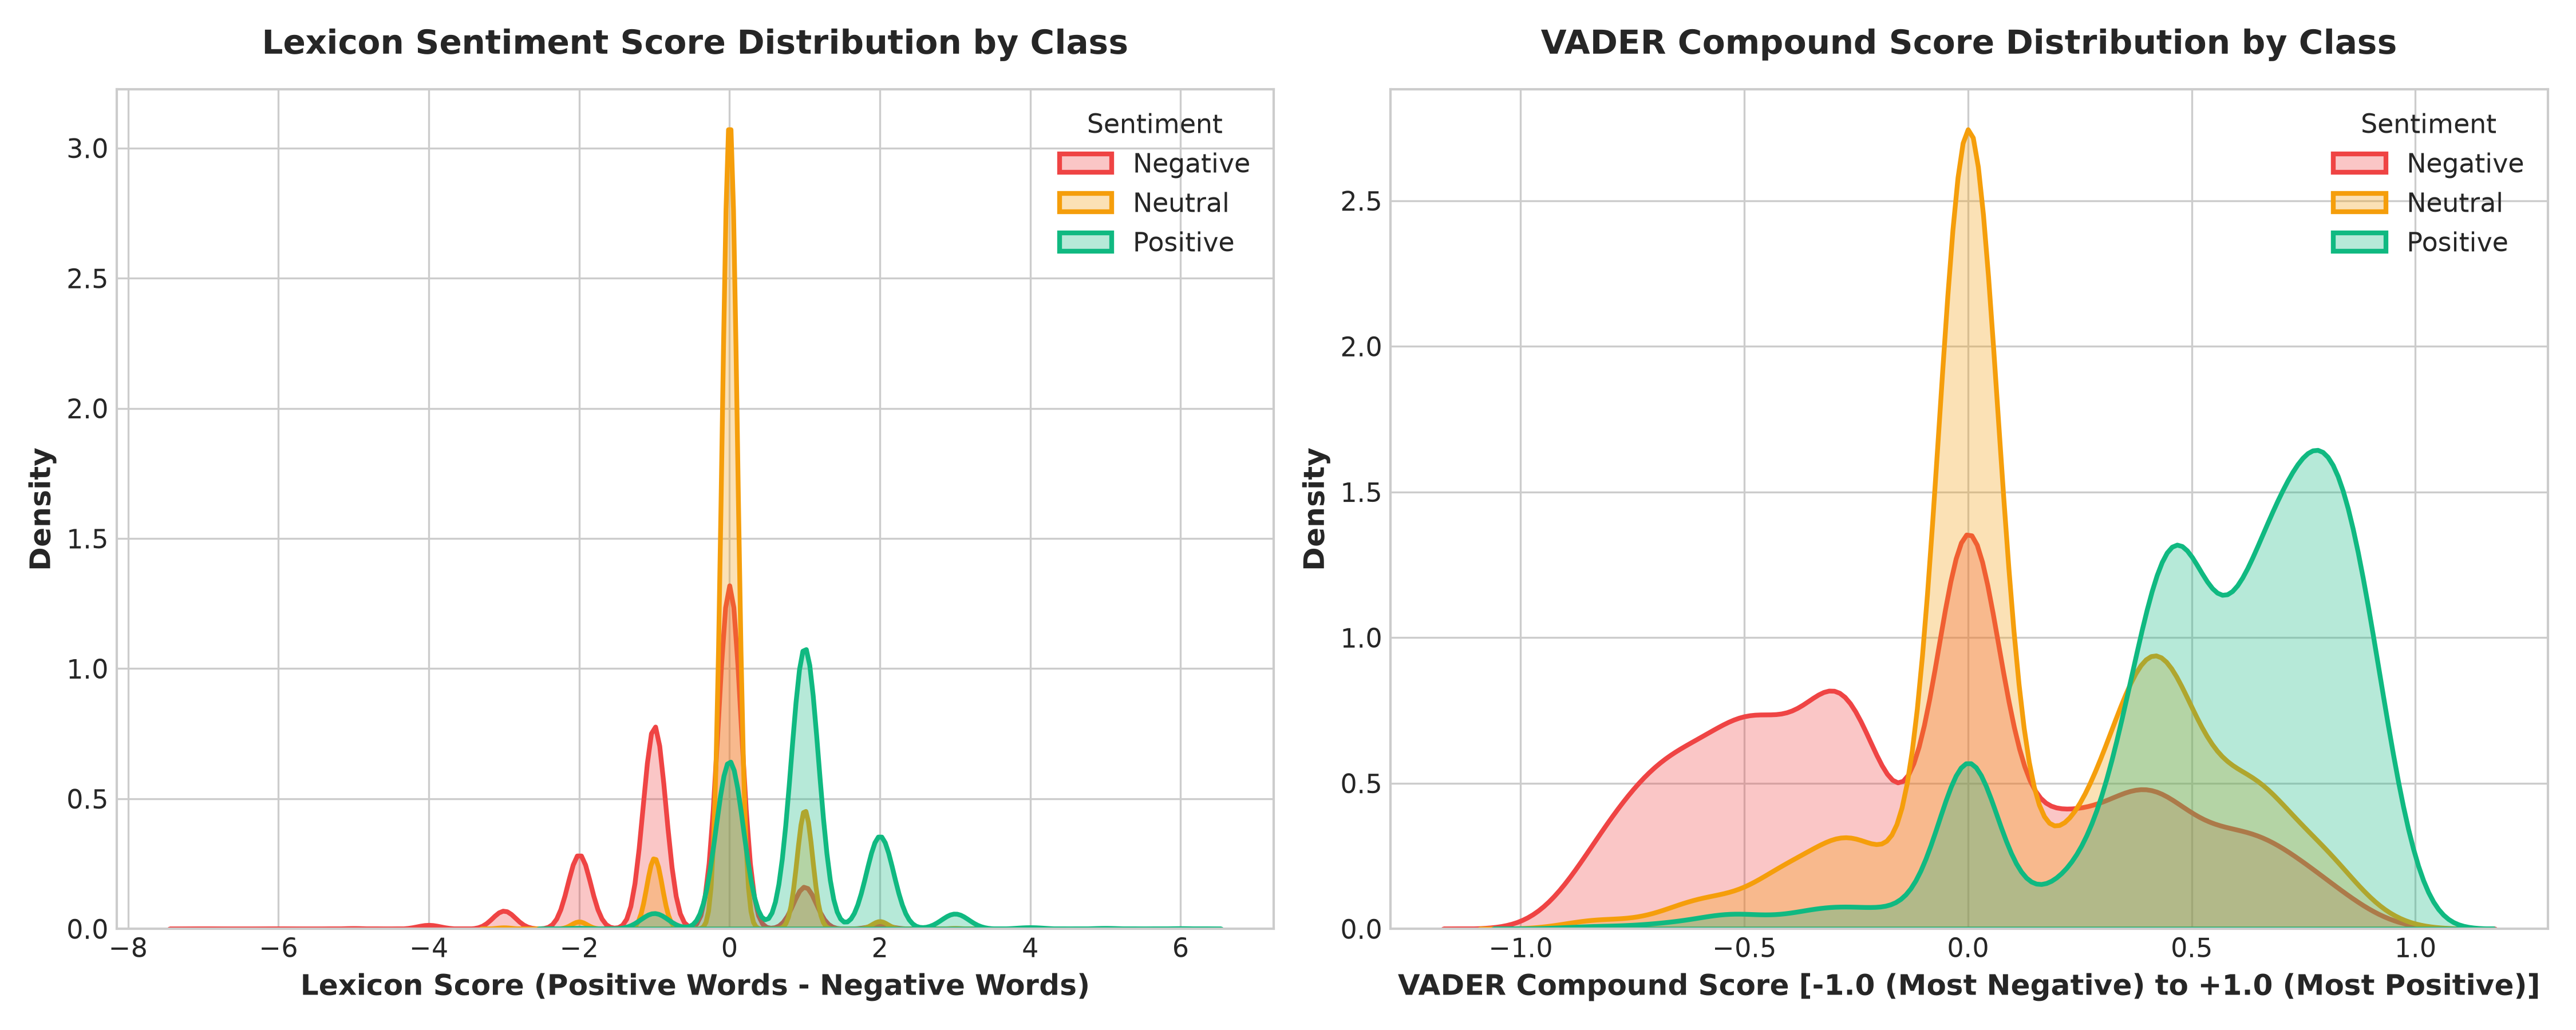 Lexicon Sentiment Score Distribution by Class
Density
3.0
2.5
2.0
1.5
1.0
0.5
0.0
−8 −6 −4 −2 0 2 4 6
Lexicon Score (Positive Words - Negative Words)
Sentiment
Negative
Neutral
Positive
VADER Compound Score Distribution by Class
Density
2.5
2.0
1.5
1.0
0.5
0.0
−1.0 −0.5 0.0 0.5 1.0
VADER Compound Score [-1.0 (Most Negative) to +1.0 (Most Positive)]
Sentiment
Negative
Neutral
Positive